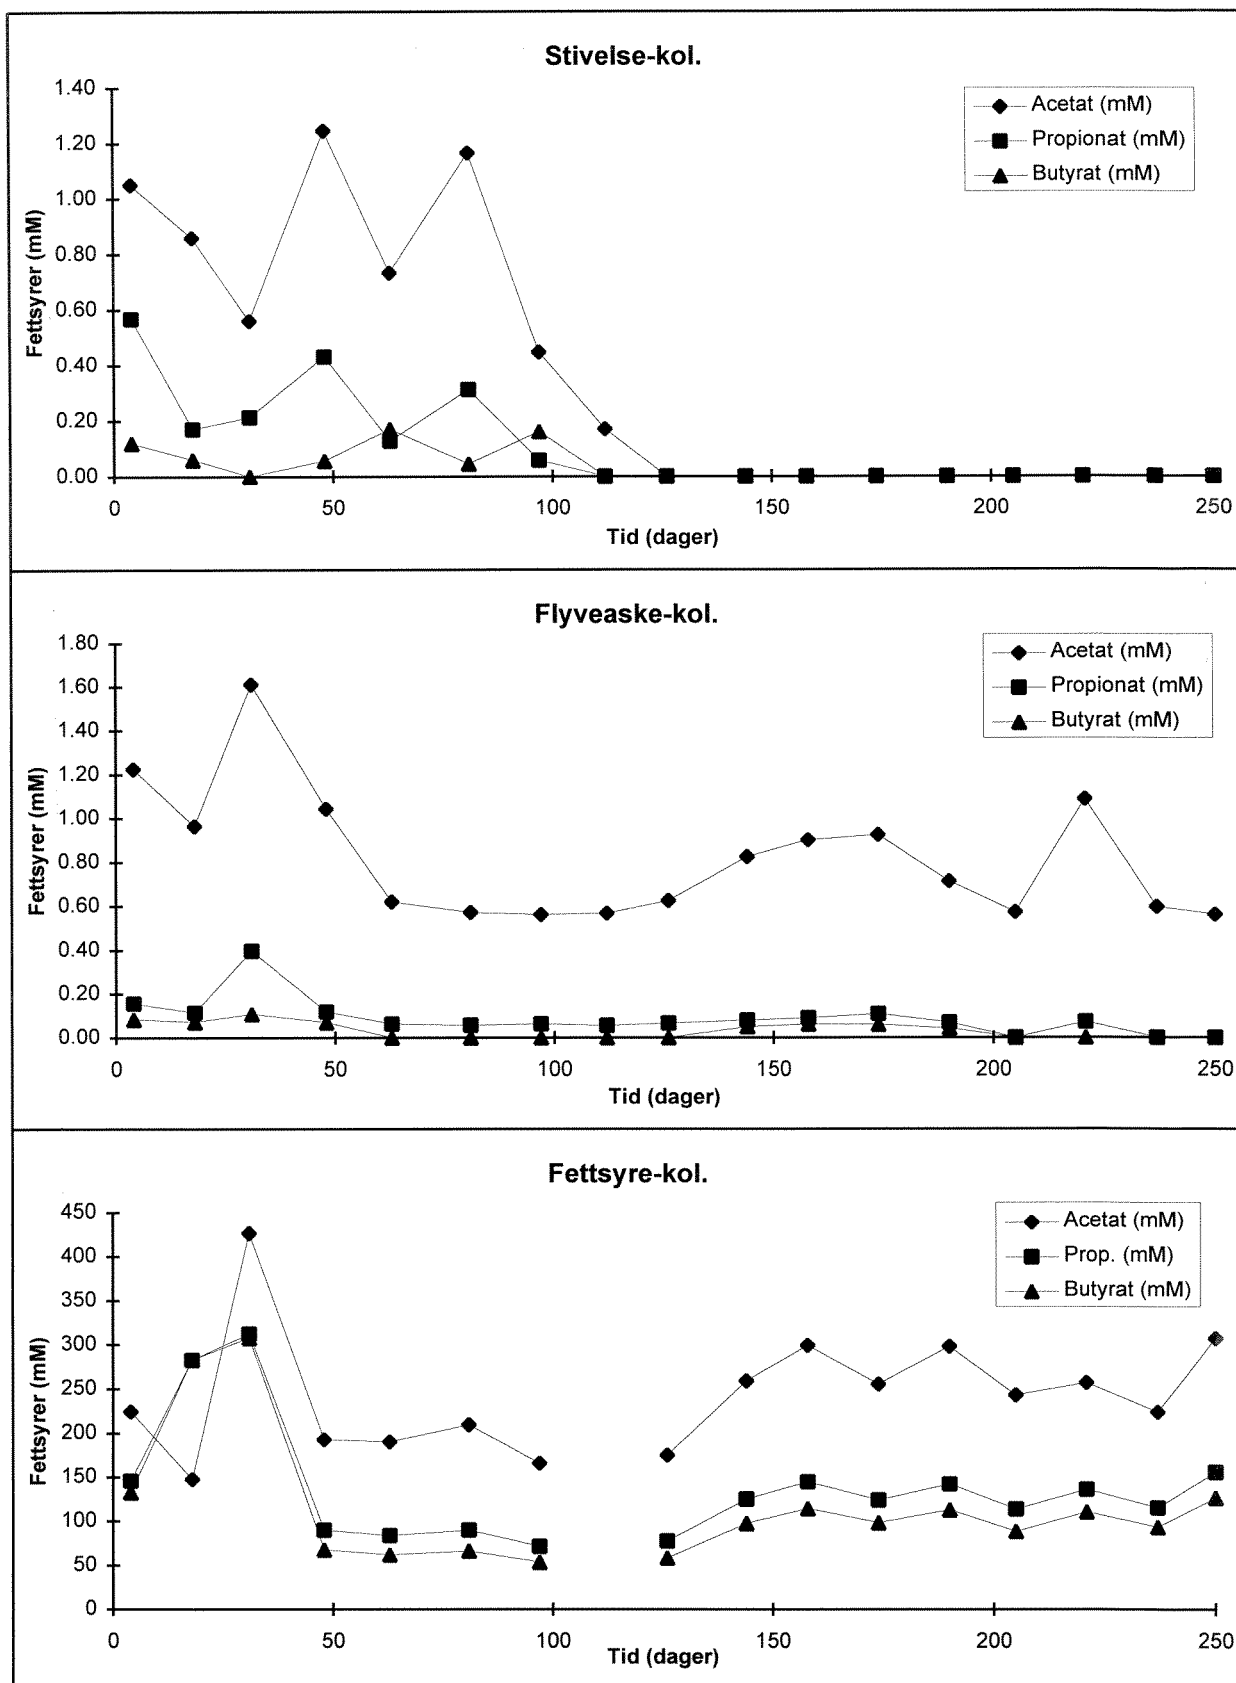 Stivelse-kol.
1.40
1.20
1.00
0.80
0.60
0.40
0.20
0.00
Fettsyrer (mM)
Acetat (mM)
Propionat (mM)
Butyrat (mM)
0 50 100 150 200 250
Tid (dager)
Flyveaske-kol.
1.80
1.60
1.40
1.20
1.00
0.80
0.60
0.40
0.20
0.00
Fettsyrer (mM)
Acetat (mM)
Propionat (mM)
Butyrat (mM)
0 50 100 150 200 250
Tid (dager)
Fettsyre-kol.
450
400
350
300
250
200
150
100
50
0
Fettsyrer (mM)
Acetat (mM)
Prop. (mM)
Butyrat (mM)
0 50 100 150 200 250
Tid (dager)